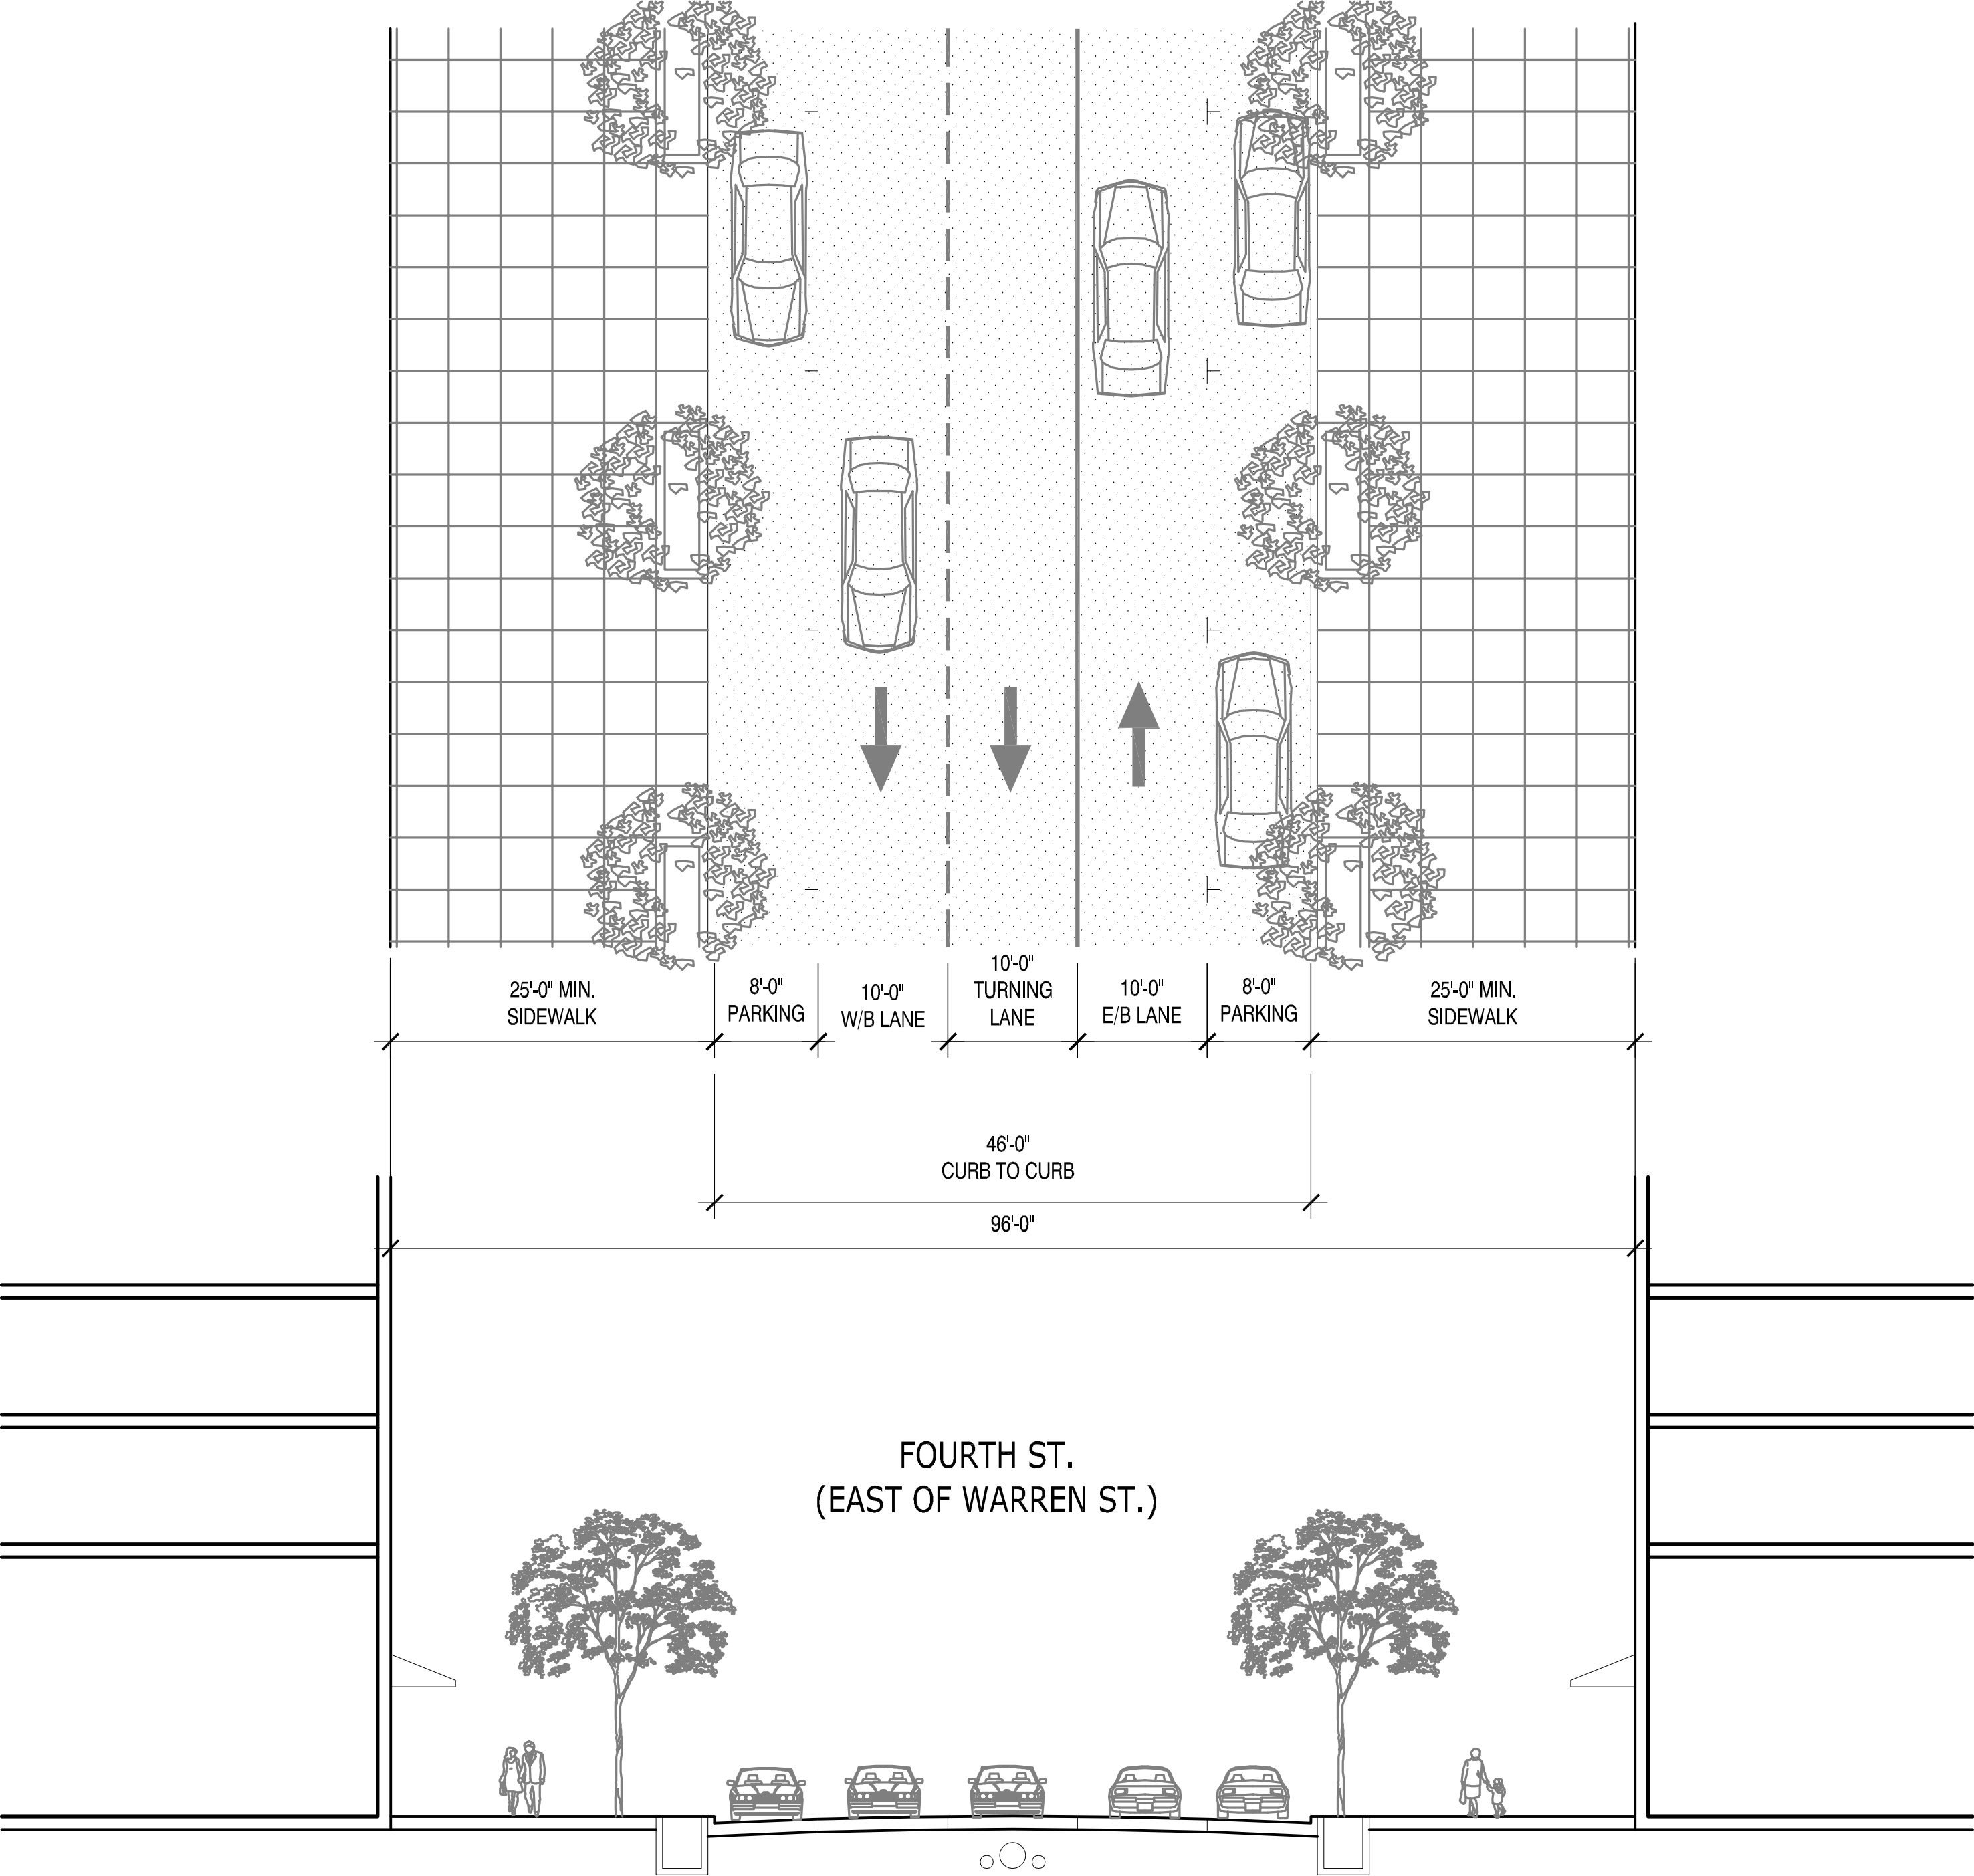 25'-0" MIN.
SIDEWALK
8'-0"
PARKING
10'-0"
W/B LANE
10'-0"
TURNING
LANE
10'-0"
E/B LANE
8'-0"
PARKING
25'-0" MIN.
SIDEWALK
46'-0"
CURB TO CURB
96'-0"
FOURTH ST.
(EAST OF WARREN ST.)